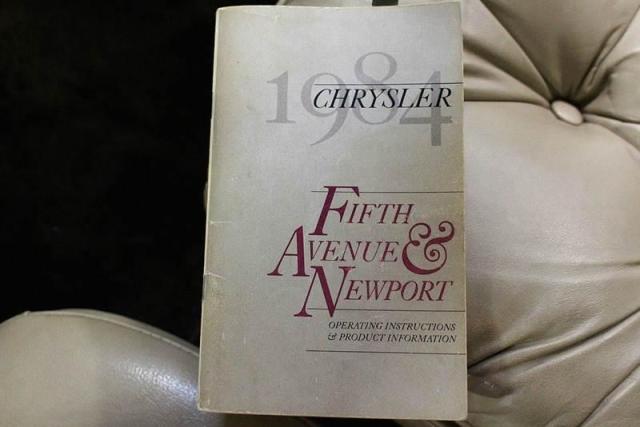 1984
CHRYSLER
FIFTH
AVENUE &
NEWPORT
OPERATING INSTRUCTIONS
& PRODUCT INFORMATION